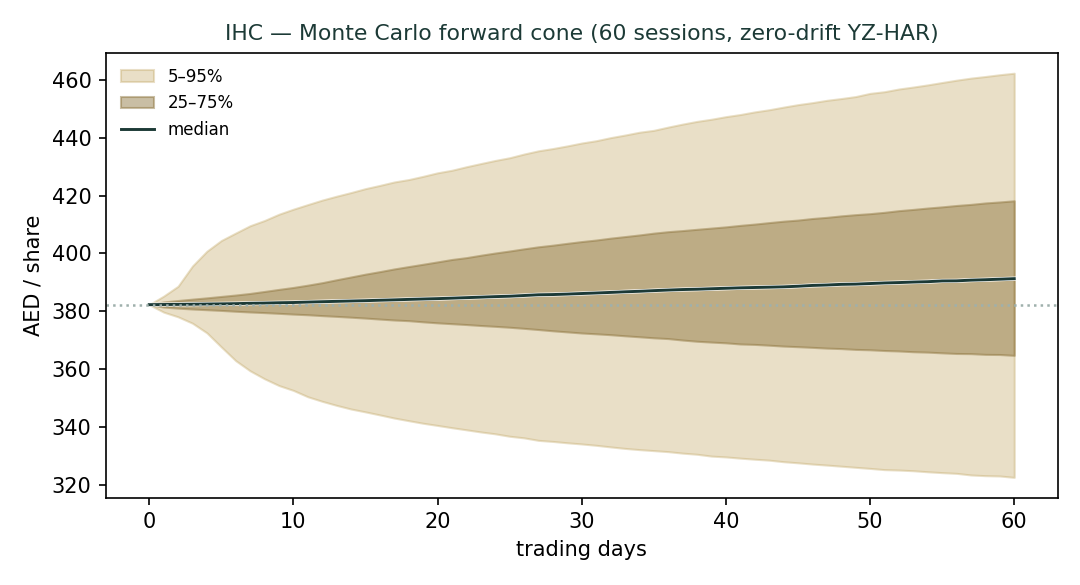 IHC — Monte Carlo forward cone (60 sessions, zero-drift YZ-HAR)
5–95%
25–75%
median
AED / share
460
440
420
400
380
360
340
320
0 10 20 30 40 50 60
trading days